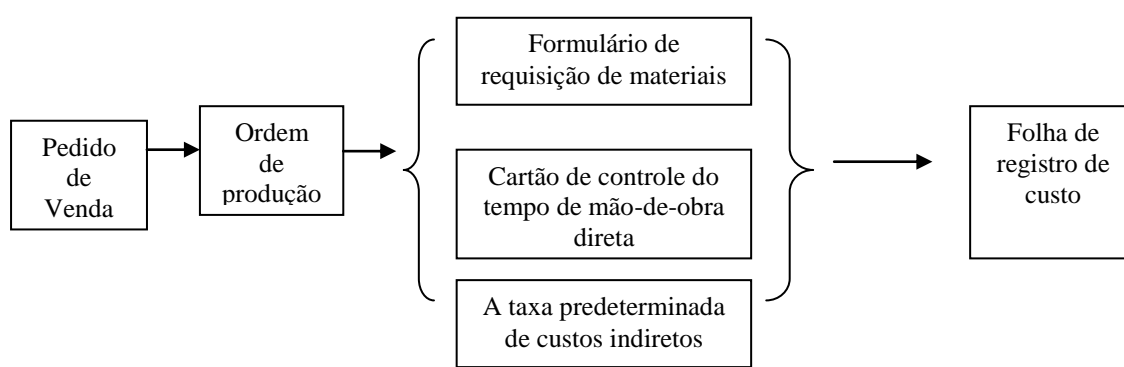 Pedido
de
Venda
Ordem
de
produção
Formulário de
requisição de materiais
Cartão de controle do
tempo de mão-de-obra
direta
A taxa predeterminada
de custos indiretos
Folha de
registro de
custo